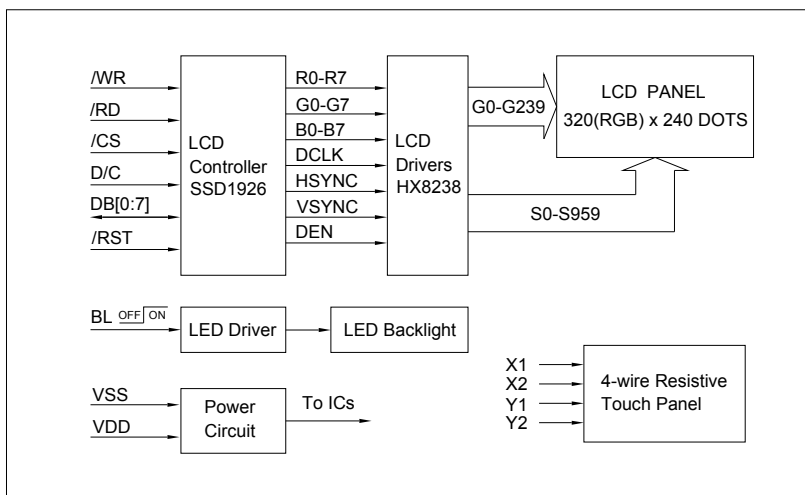 /WR
/RD
/CS
D/C
DB[0:7]
/RST
LCD
Controller
SSD1926
R0-R7
G0-G7
B0-B7
DCLK
HSYNC
VSYNC
DEN
LCD
Drivers
HX8238
G0-G239
S0-S959
LCD PANEL
320(RGB) x 240 DOTS
BL OFF ON
LED Driver
LED Backlight
VSS
VDD
Power
Circuit
To ICs
X1
X2
Y1
Y2
4-wire Resistive
Touch Panel